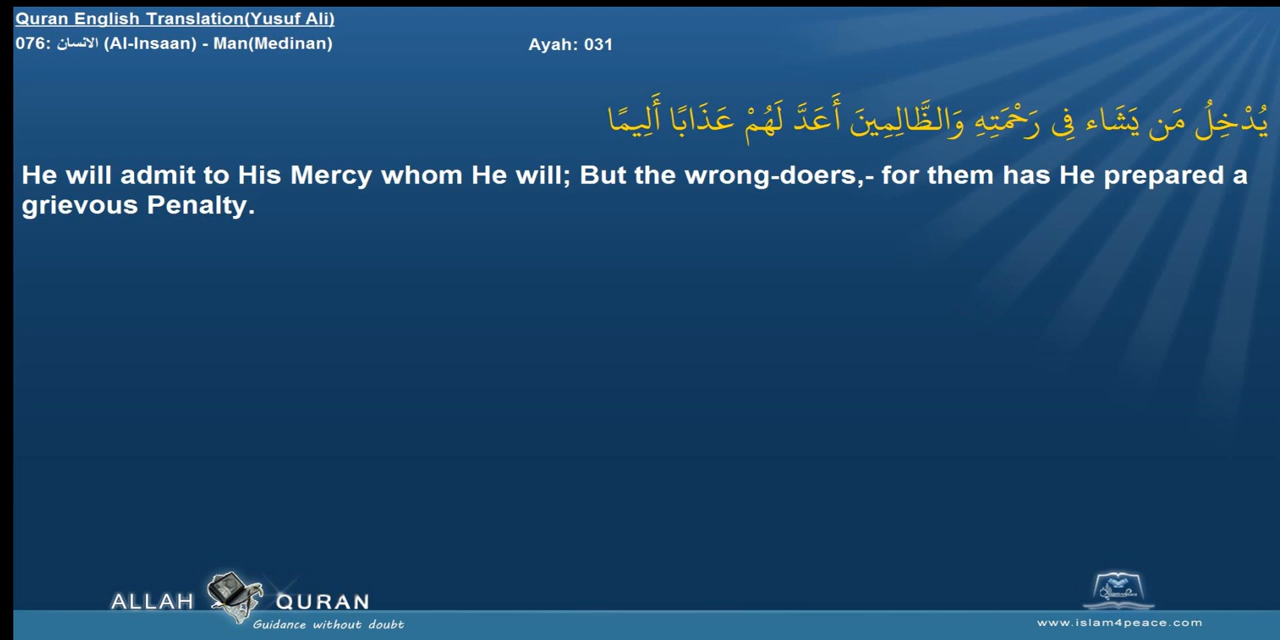 Quran English Translation(Yusuf Ali)
076: الانسان (Al-Insaan) - Man(Medinan)
Ayah: 031
يُدْخِلُ مَن يَشَاء فِى رَحْمَتِهِ وَالظَّالِمِينَ أَعَدَّ لَهُمْ عَذَابًا أَلِيمًا
He will admit to His Mercy whom He will; But the wrong-doers,- for them has He prepared a
grievous Penalty.
ALLAH QURAN
Guidance without doubt
www.islam4peace.com